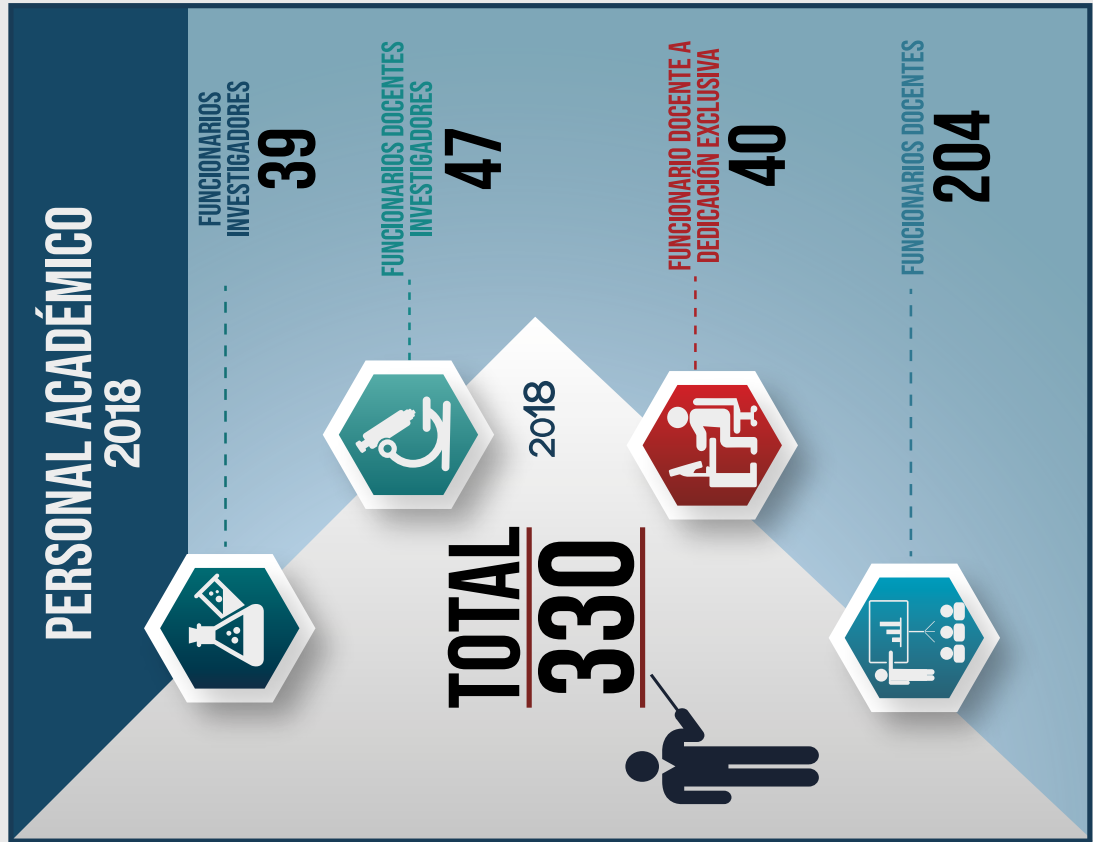 PERSONAL ACADÉMICO
2018
FUNCIONARIOS
INVESTIGADORES
39
FUNCIONARIOS DOCENTES
INVESTIGADORES
47
FUNCIONARIO DOCENTE A
DEDICACIÓN EXCLUSIVA
40
FUNCIONARIOS DOCENTES
204
2018
TOTAL
330